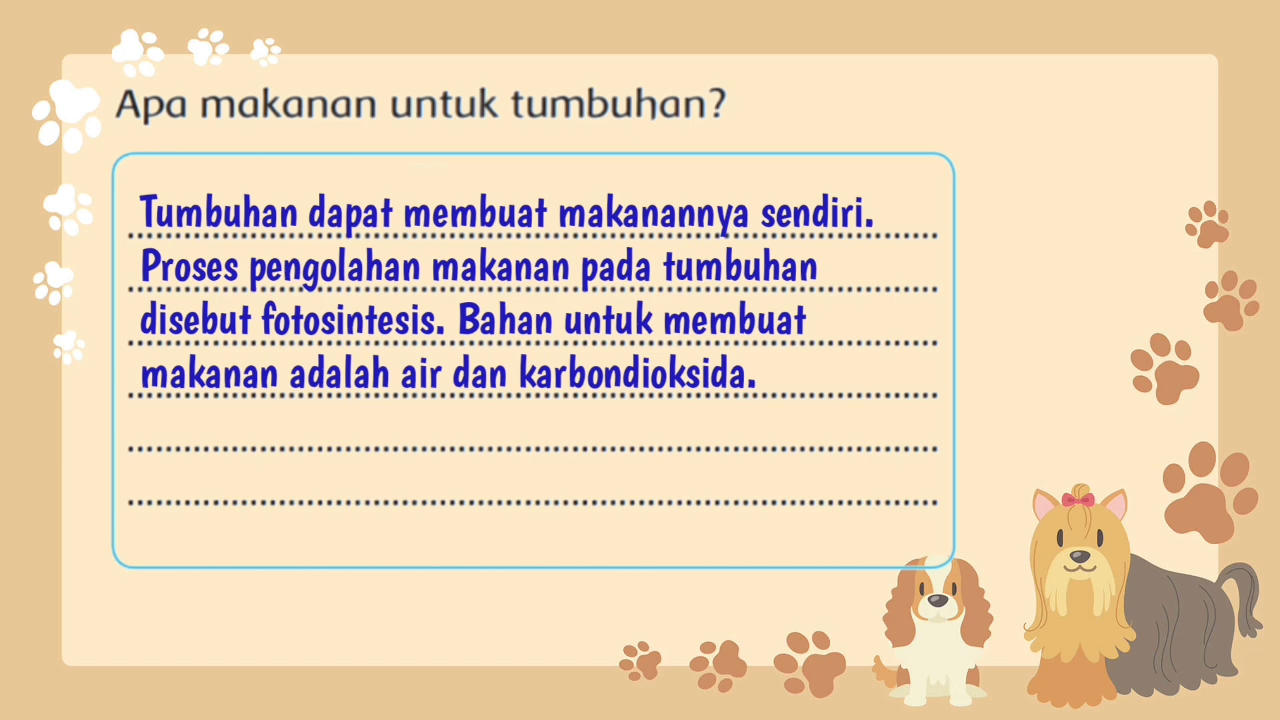 Apa makanan untuk tumbuhan?
Tumbuhan dapat membuat makanannya sendiri.
Proses pengolahan makanan pada tumbuhan
disebut fotosintesis. Bahan untuk membuat
makanan adalah air dan karbondioksida.